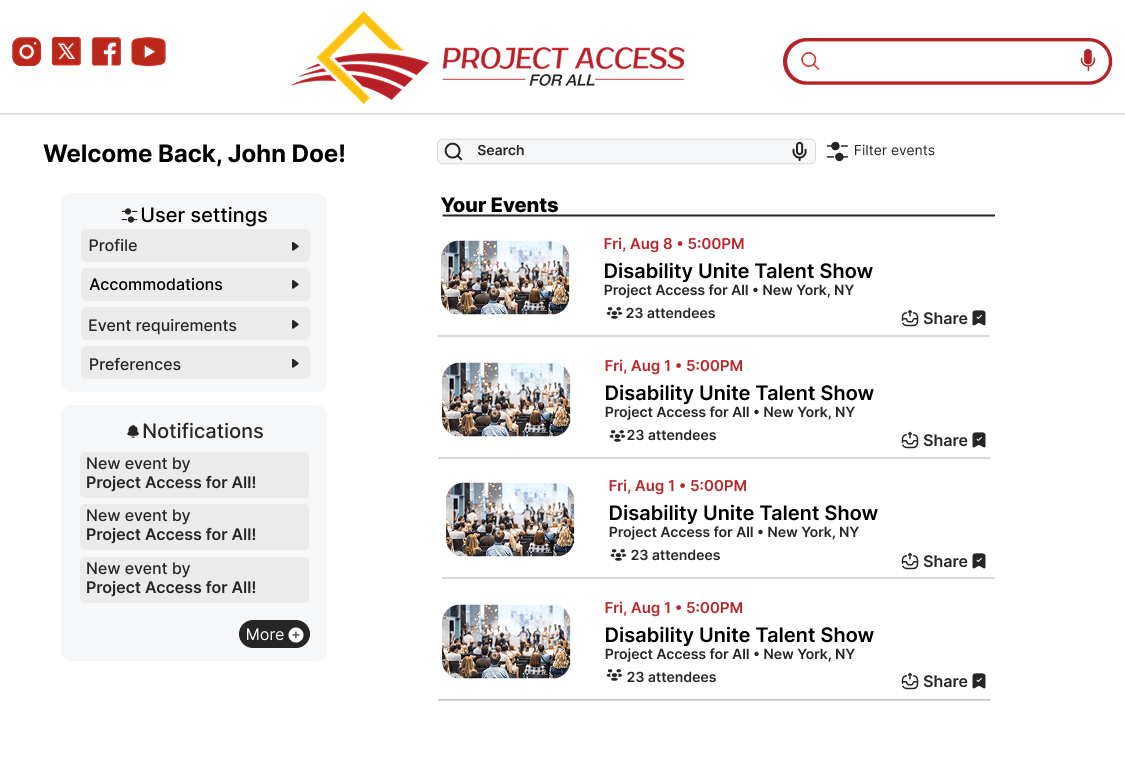 PROJECT ACCESS
FOR ALL
Welcome Back, John Doe!
User settings
Profile
Accommodations
Event requirements
Preferences
Notifications
New event by
Project Access for All!
New event by
Project Access for All!
New event by
Project Access for All!
More
Search
Filter events
Your Events
Fri, Aug 8 • 5:00PM
Disability Unite Talent Show
Project Access for All • New York, NY
23 attendees
Share
Fri, Aug 1 • 5:00PM
Disability Unite Talent Show
Project Access for All • New York, NY
23 attendees
Share
Fri, Aug 1 • 5:00PM
Disability Unite Talent Show
Project Access for All • New York, NY
23 attendees
Share
Fri, Aug 1 • 5:00PM
Disability Unite Talent Show
Project Access for All • New York, NY
23 attendees
Share